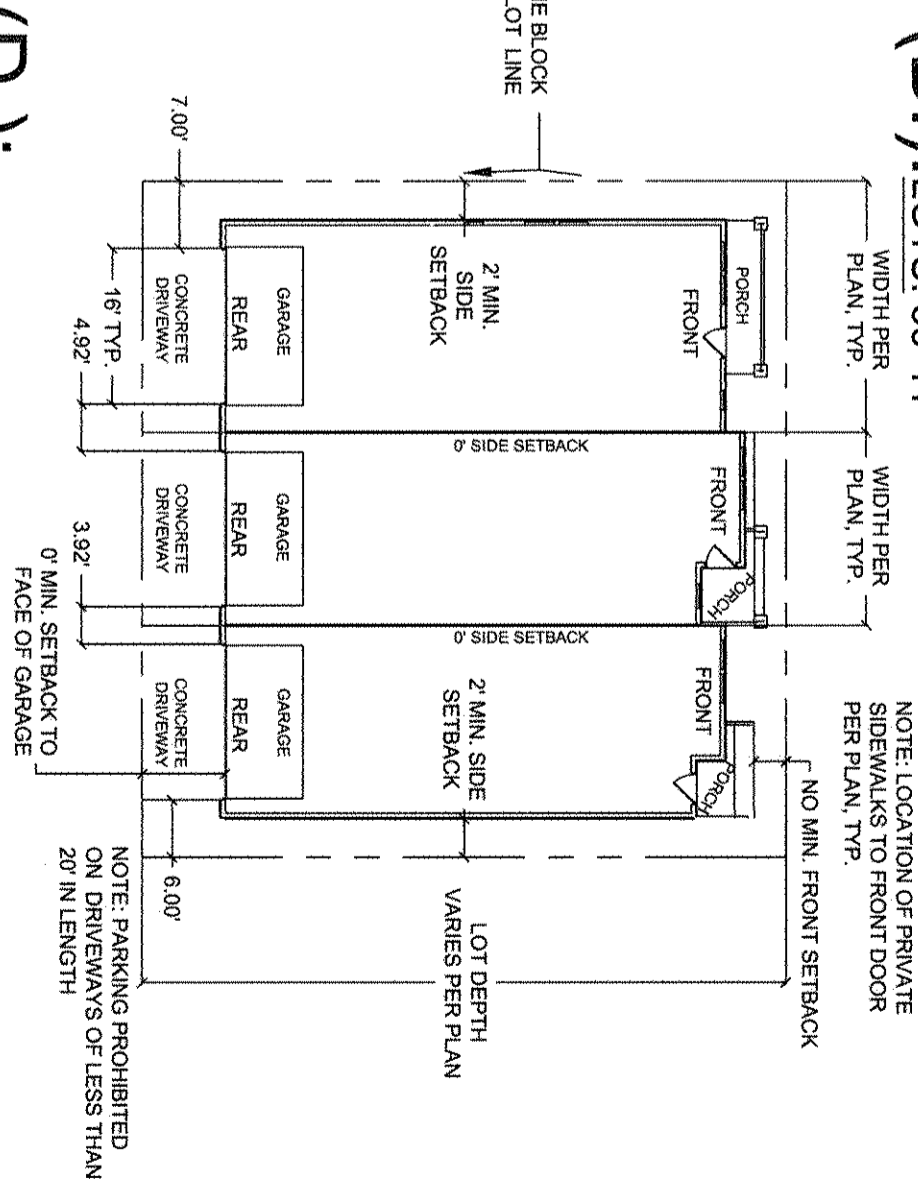 WIDTH PER
PLAN, TYP.
WIDTH PER
PLAN, TYP.
NOTE: LOCATION OF PRIVATE
SIDEWALKS TO FRONT DOOR
PER PLAN, TYP.
NO MIN. FRONT SETBACK
BLOCK
LOT LINE
PORCH
FRONT
FRONT
PORCH
FRONT
PORCH
2' MIN.
SIDE
SETBACK
0' SIDE SETBACK
0' SIDE SETBACK
2' MIN. SIDE
SETBACK
LOT DEPTH
VARIES PER PLAN
GARAGE
REAR
GARAGE
REAR
GARAGE
REAR
7.00'
CONCRETE
DRIVEWAY
CONCRETE
DRIVEWAY
CONCRETE
DRIVEWAY
16' TYP.
4.92'
3.92'
6.00'
0' MIN. SETBACK TO
FACE OF GARAGE
NOTE: PARKING PROHIBITED
ON DRIVEWAYS OF LESS THAN
20' IN LENGTH